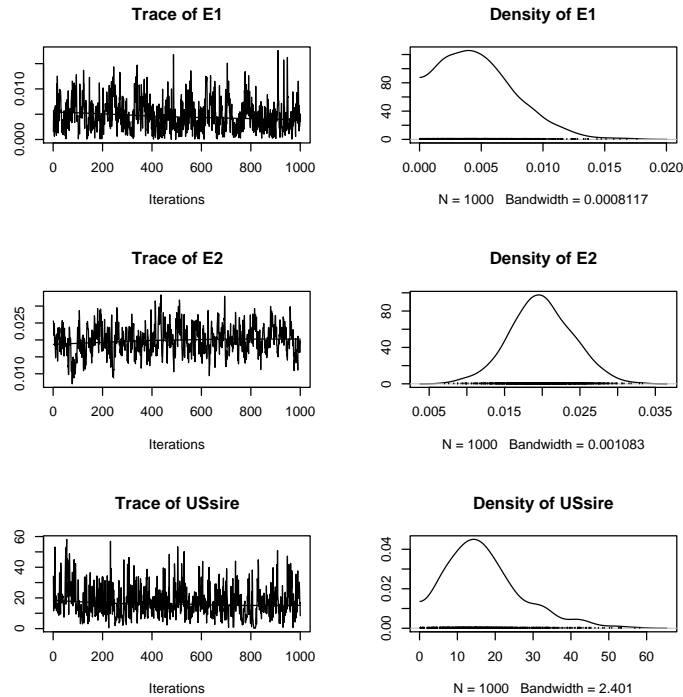 Trace of E1
0.000 0.010
0 200 400 600 800 1000
Iterations
Density of E1
0 40 80
0.000 0.005 0.010 0.015 0.020
N = 1000 Bandwidth = 0.0008117
Trace of E2
0.010 0.025
0 200 400 600 800 1000
Iterations
Density of E2
0 40 80
0.005 0.015 0.025 0.035
N = 1000 Bandwidth = 0.001083
Trace of USsire
0 20 40 60
0 200 400 600 800 1000
Iterations
Density of USsire
0.00 0.02 0.04
0 10 20 30 40 50 60
N = 1000 Bandwidth = 2.401